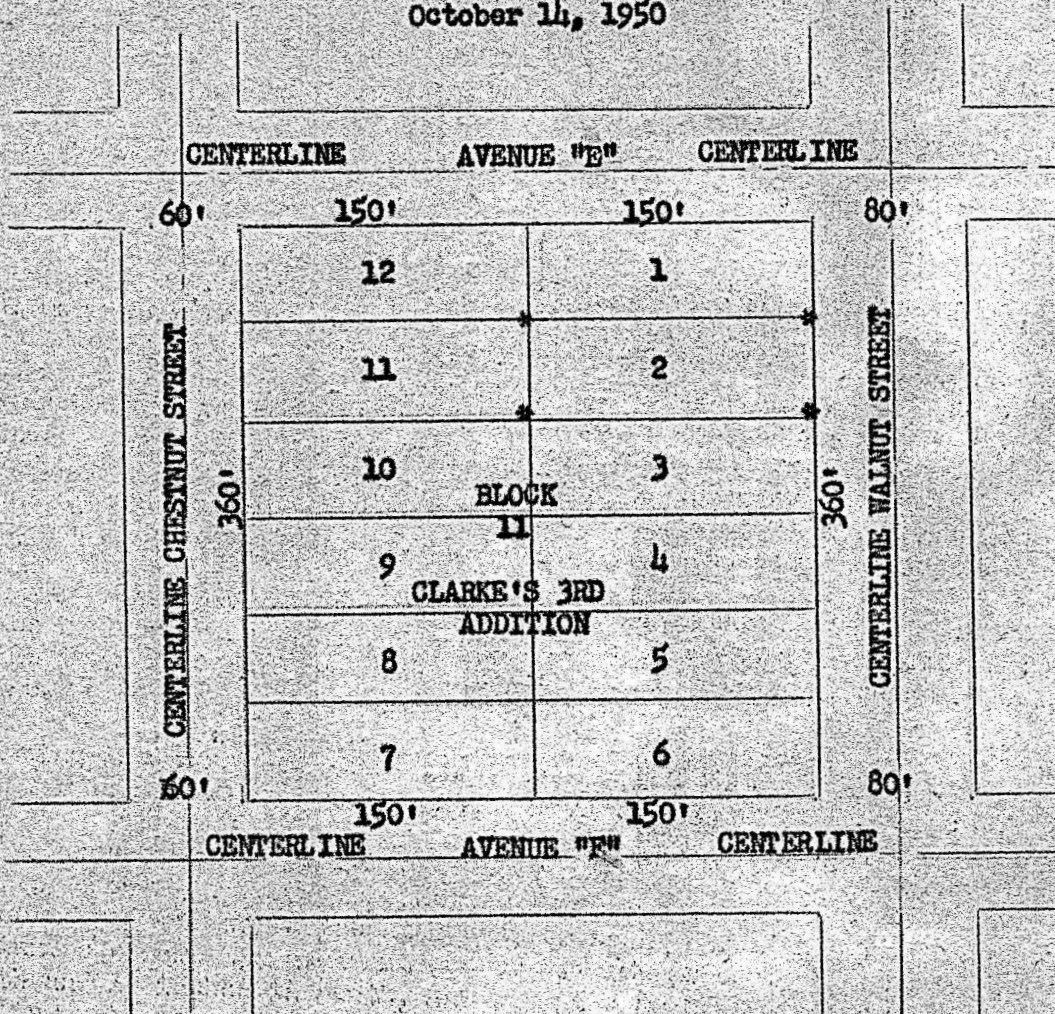 October 14, 1950
CENTERLINE AVENUE "E" CENTERLINE
60' 150' 150' 80'
12 1
11 2
CENTERLINE CHESTNUT STREET
CENTERLINE WALNUT STREET
10 3
360' 360'
BLOCK
11
9 4
CLARKE'S 3RD
ADDITION
8 5
7 6
60' 80'
150' 150'
CENTERLINE AVENUE "F" CENTERLINE